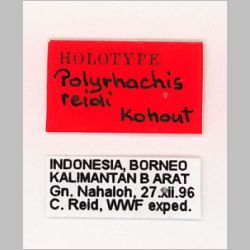 HOLOTYPE
Polyrhachis
reidi
Kohout
INDONESIA, BORNEO
KALIMANTAN B ARAT
Gn. Nahaloh, 27.xii.96
C. Reid, WWF exped.